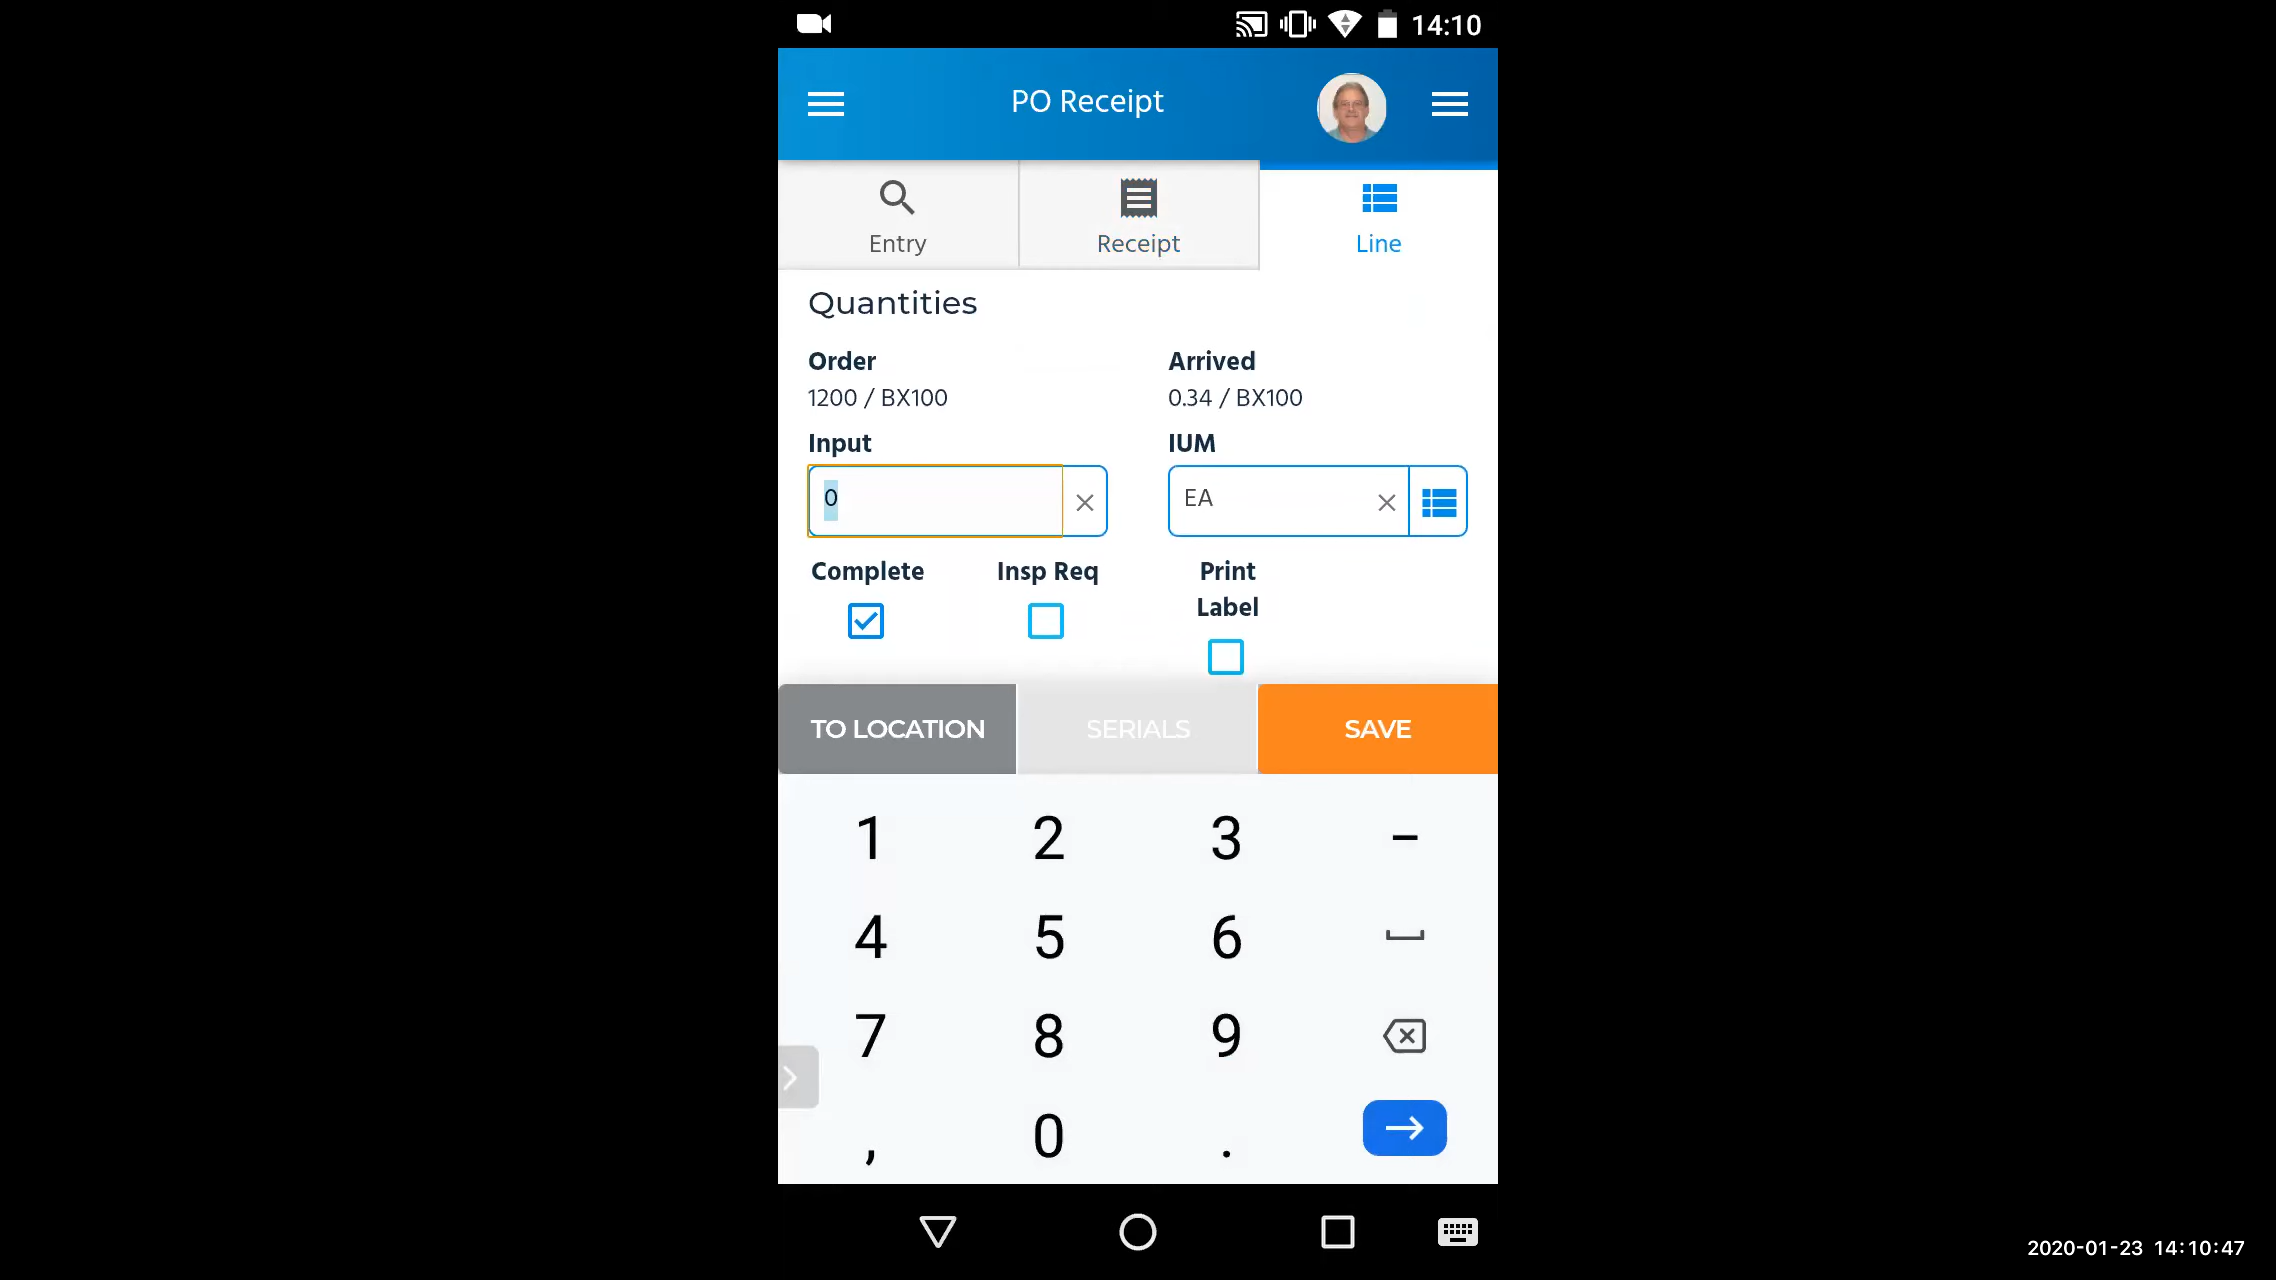 14:10
PO Receipt
Entry
Receipt
Line
Quantities
Order
Arrived
1200 / BX100
0.34 / BX100
Input
IUM
0
EA
Complete
Insp Req
Print
Label
TO LOCATION
SERIALS
SAVE
1 2 3 –
4 5 6
7 8 9
, 0 .
2020-01-23 14:10:47